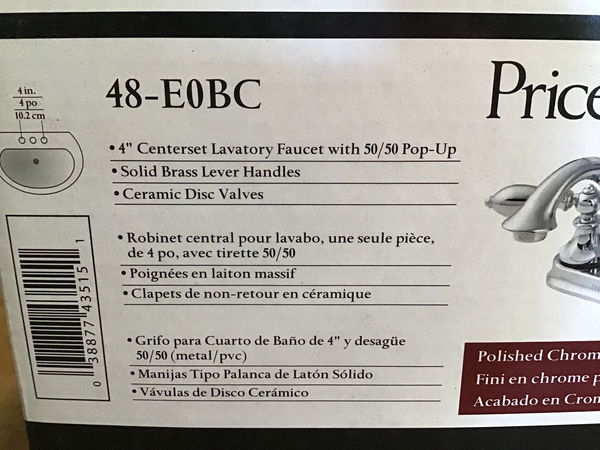 4 in.
4 po
10.2 cm
48-E0BC
Price
• 4" Centerset Lavatory Faucet with 50/50 Pop-Up
• Solid Brass Lever Handles
• Ceramic Disc Valves
• Robinet central pour lavabo, une seule pièce,
de 4 po, avec tirette 50/50
• Poignées en laiton massif
• Clapets de non-retour en céramique
• Grifo para Cuarto de Baño de 4" y desagüe
50/50 (metal/pvc)
• Manijas Tipo Palanca de Latón Sólido
• Vávulas de Disco Cerámico
0 38877 43515 1
Polished Chrom
Fini en chrome p
Acabado en Crom